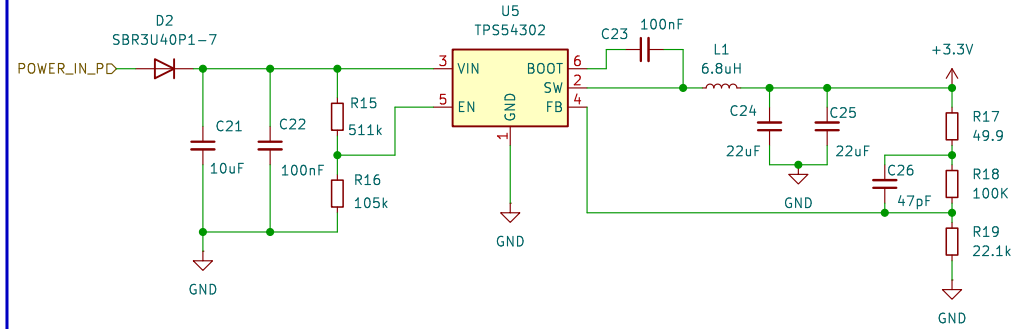 D2
SBR3U40P1-7
POWER_IN_P
C21
10uF
C22
100nF
R15
511k
R16
105k
GND
U5
TPS54302
3
VIN
5
EN
BOOT
6
SW
2
FB
4
GND
1
GND
C23
100nF
L1
6.8uH
C24
22uF
C25
22uF
GND
+3.3V
R17
49.9
C26
47pF
R18
100K
R19
22.1k
GND